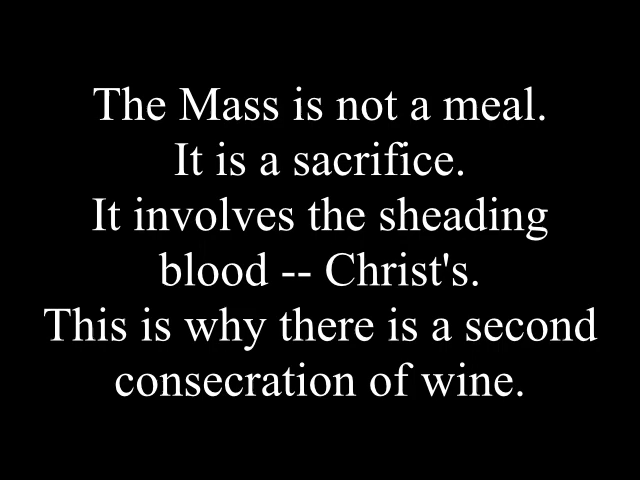 The Mass is not a meal.
It is a sacrifice.
It involves the sheading
blood -- Christ's.
This is why there is a second
consecration of wine.